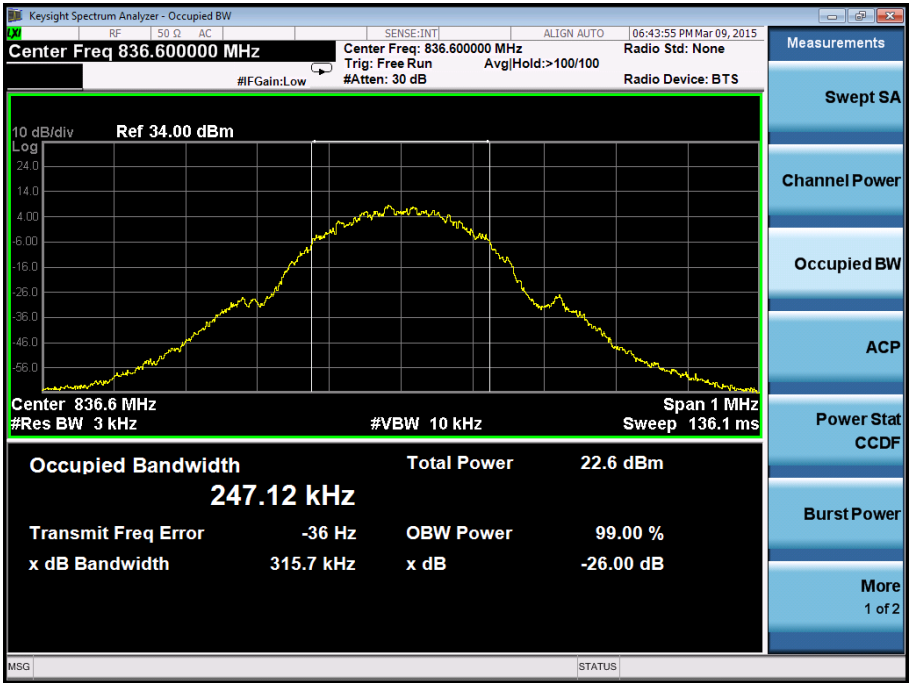 Keysight Spectrum Analyzer - Occupied BW
LXI RF 50 Ω AC SENSE:INT ALIGN AUTO 06:43:55 PM Mar 09, 2015
Center Freq 836.600000 MHz
Center Freq: 836.600000 MHz Radio Std: None
Trig: Free Run Avg|Hold:>100/100
#IFGain:Low #Atten: 30 dB Radio Device: BTS
10 dB/div Ref 34.00 dBm
Log
24.0
14.0
4.00
-6.00
-16.0
-26.0
-36.0
-46.0
-56.0
Center 836.6 MHz Span 1 MHz
#Res BW 3 kHz #VBW 10 kHz Sweep 136.1 ms
Occupied Bandwidth Total Power 22.6 dBm
247.12 kHz
Transmit Freq Error -36 Hz OBW Power 99.00 %
x dB Bandwidth 315.7 kHz x dB -26.00 dB
MSG STATUS
Measurements
Swept SA
Channel Power
Occupied BW
ACP
Power Stat
CCDF
Burst Power
More
1 of 2